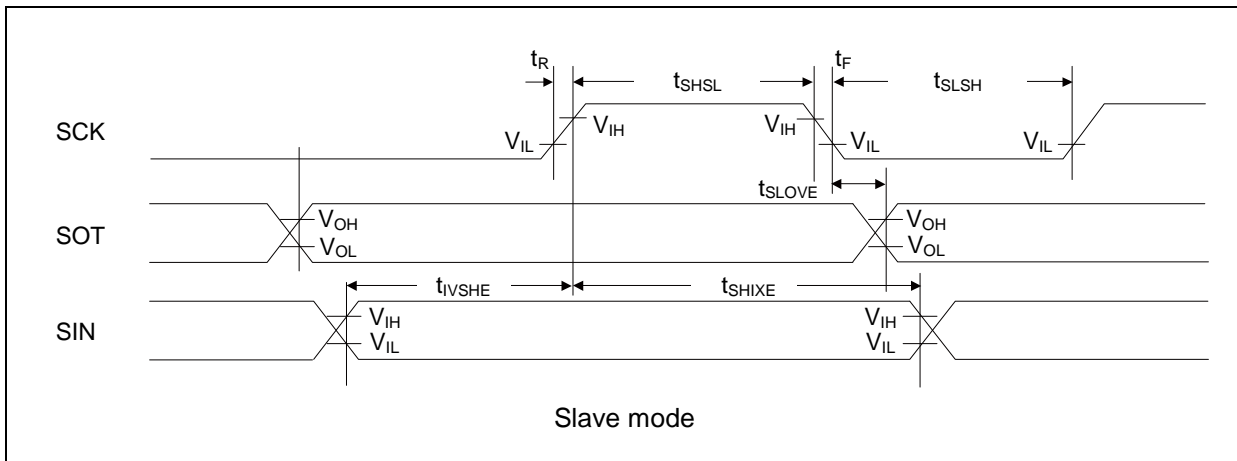 tR tF
tSHSL tSLSH
SCK VIH VIH
VIL VIL VIL
tSLOVE
SOT VOH VOH
VOL VOL
tIVSHE tSHIXE
SIN VIH VIH
VIL VIL
Slave mode